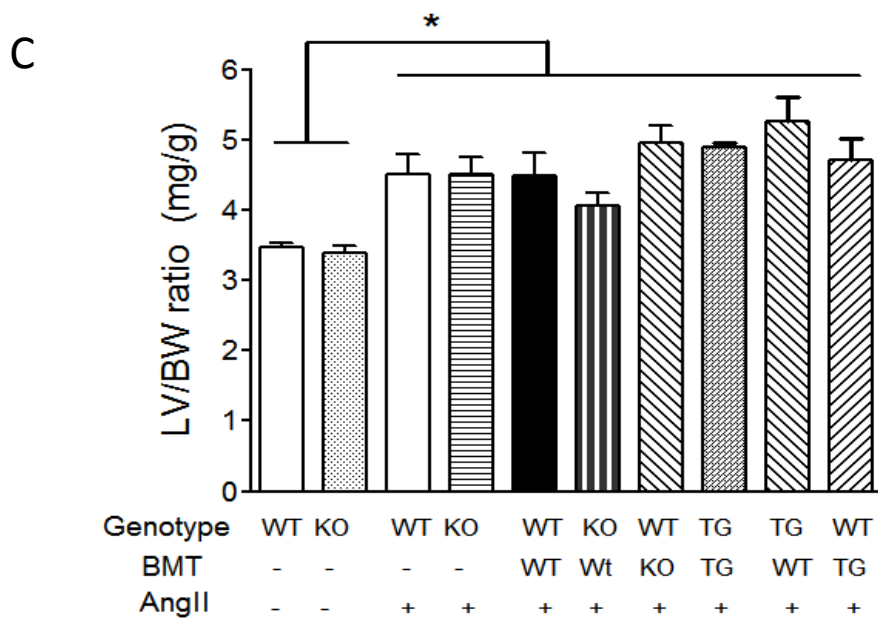 *
C
6
5
4
3
2
1
0
LV/BW ratio (mg/g)
Genotype WT KO WT KO WT KO WT TG TG WT
BMT - - - - WT Wt KO TG WT TG
AngII - - + + + + + + + +